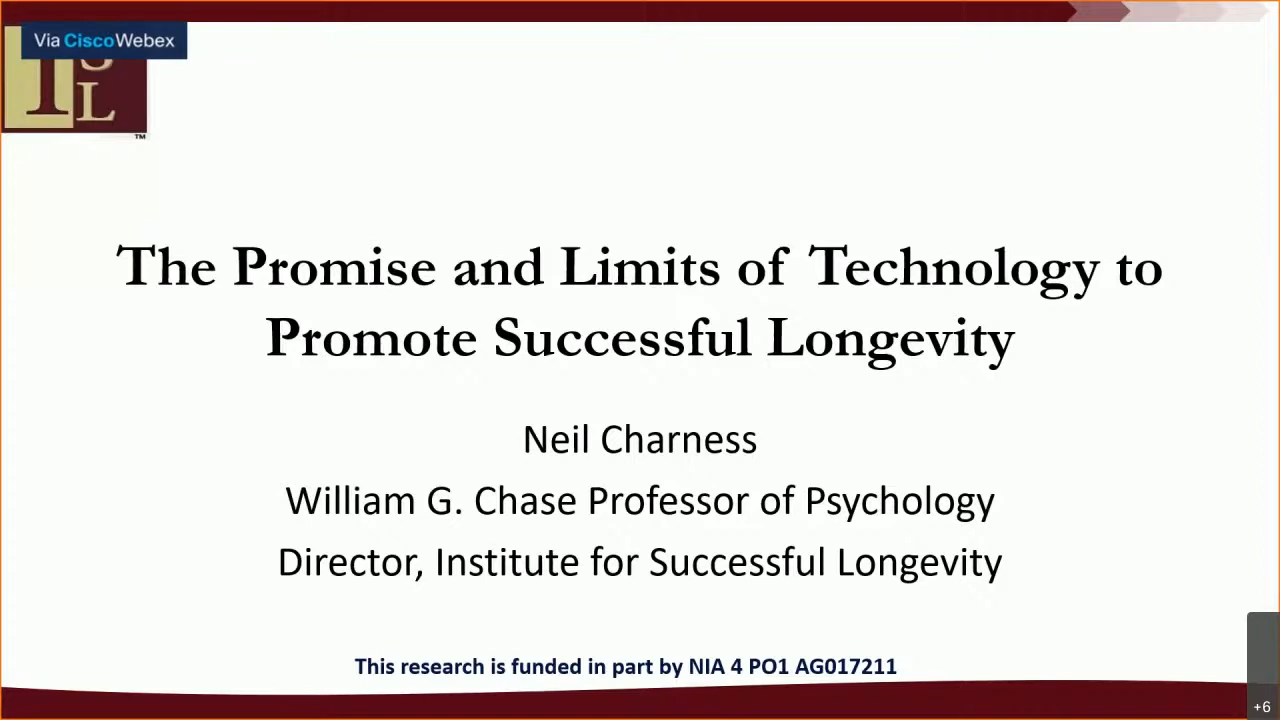 Via CiscoWebex
I S
L
™
The Promise and Limits of Technology to
Promote Successful Longevity
Neil Charness
William G. Chase Professor of Psychology
Director, Institute for Successful Longevity
This research is funded in part by NIA 4 PO1 AG017211
+6